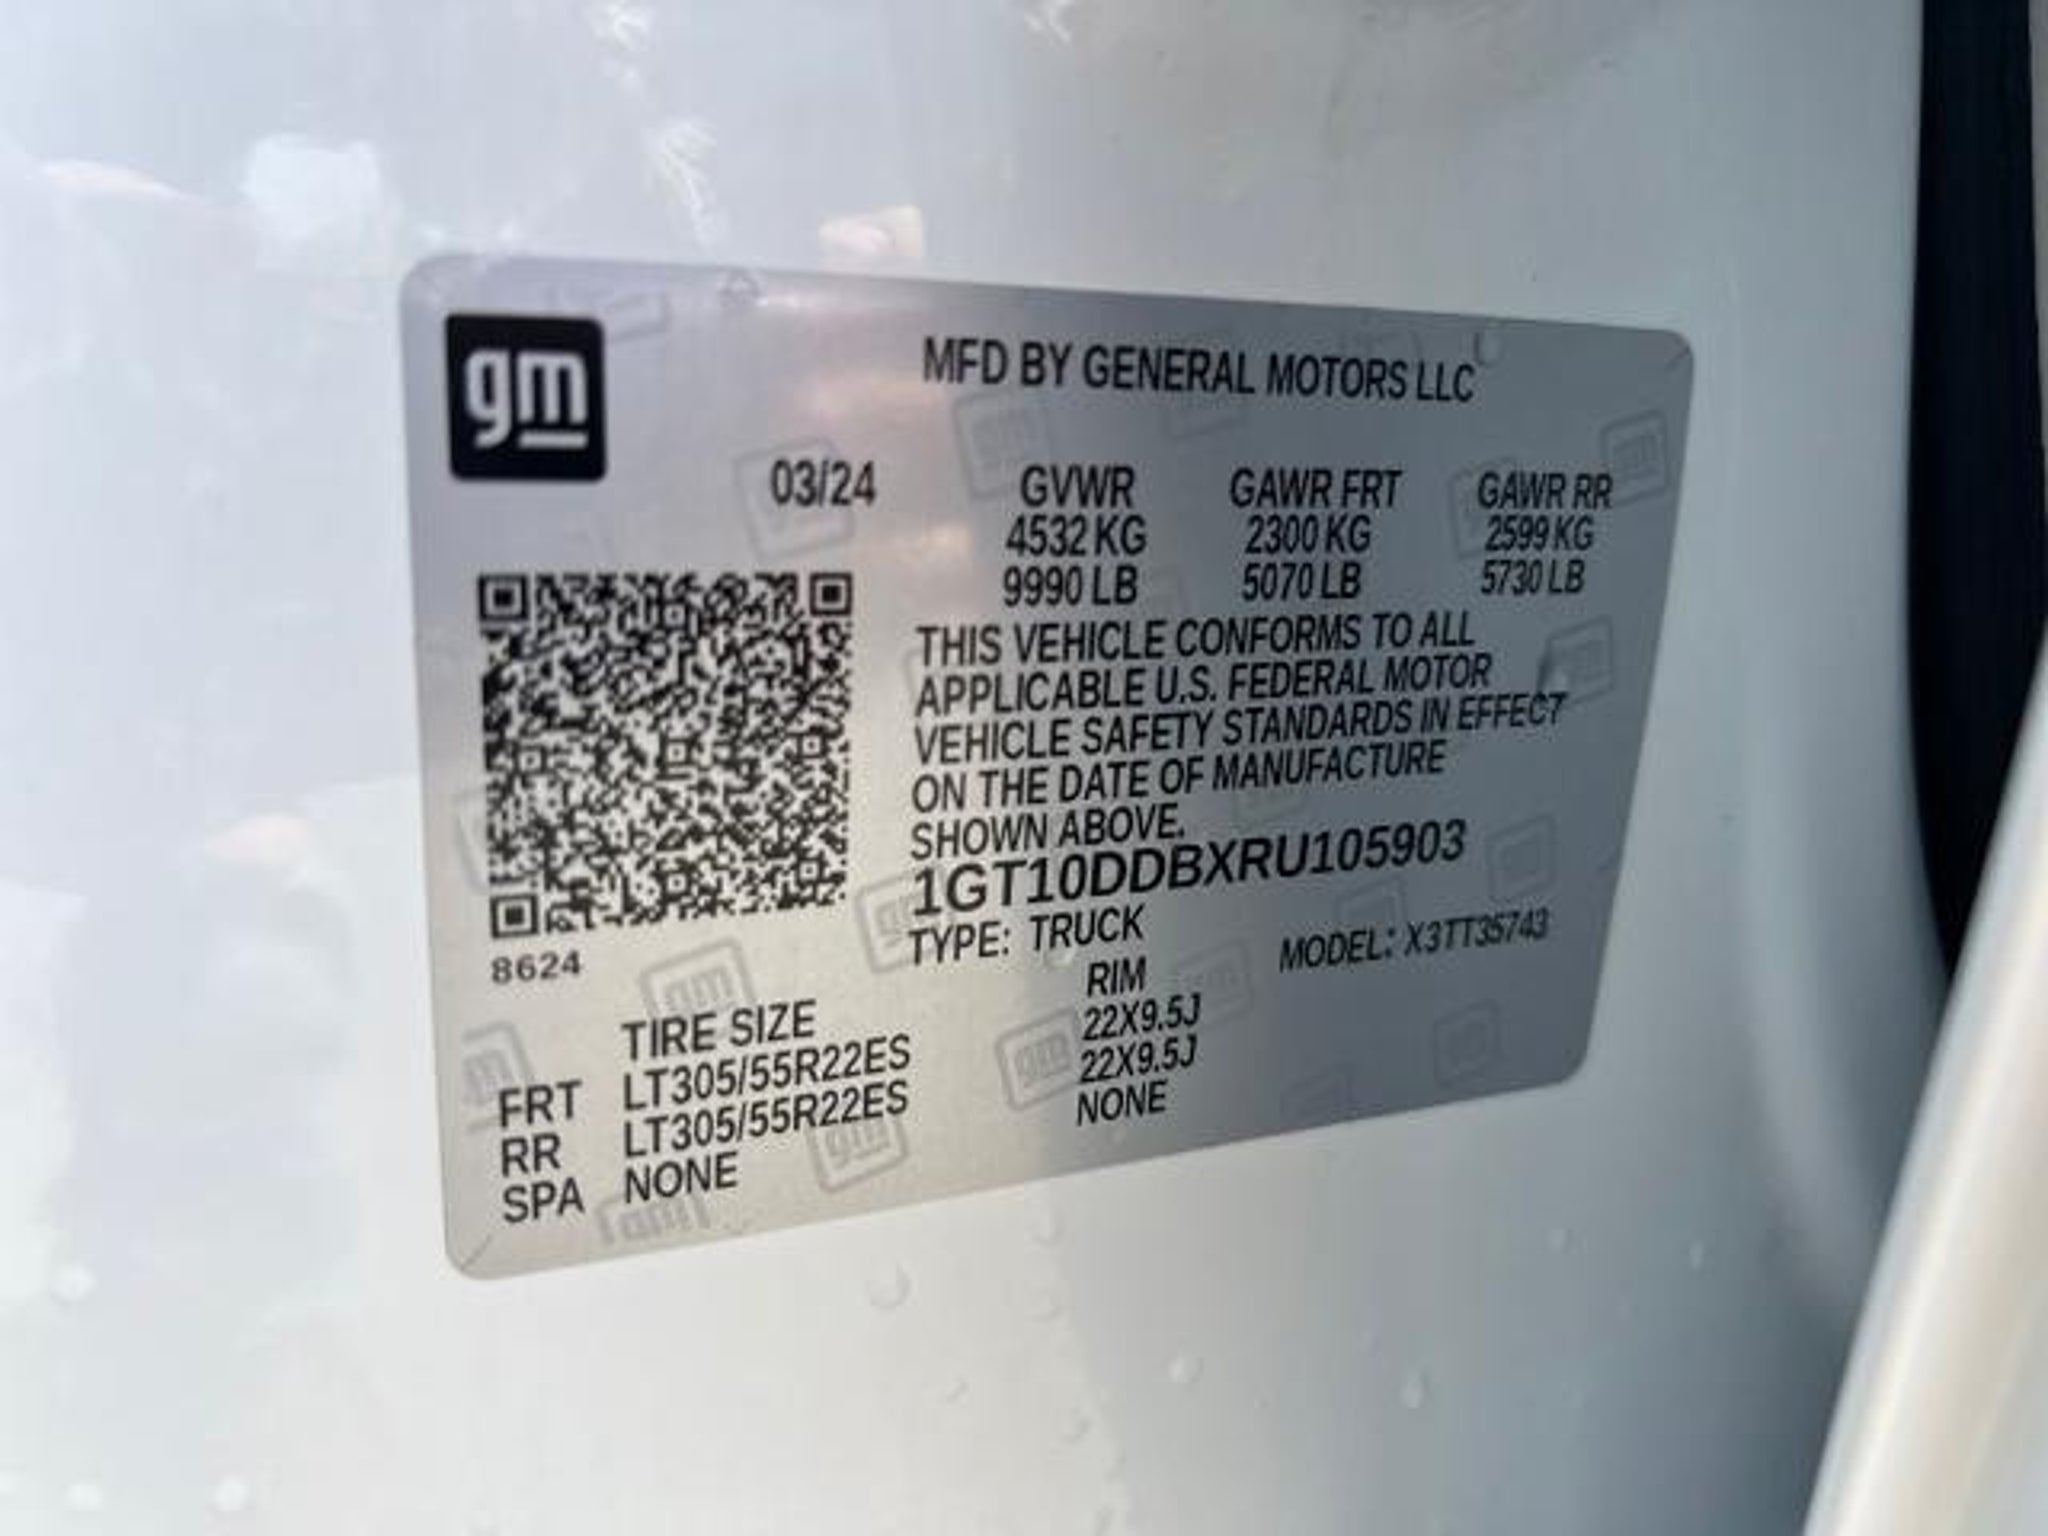 gm
MFD BY GENERAL MOTORS LLC
03/24 GVWR GAWR FRT GAWR RR
4532 KG 2300 KG 2599 KG
9990 LB 5070 LB 5730 LB
THIS VEHICLE CONFORMS TO ALL
APPLICABLE U.S. FEDERAL MOTOR
VEHICLE SAFETY STANDARDS IN EFFECT
ON THE DATE OF MANUFACTURE
SHOWN ABOVE.
1GT10DDBXRU105903
TYPE: TRUCK MODEL: X3TT35743
8624
TIRE SIZE RIM
FRT LT305/55R22ES 22X9.5J
RR LT305/55R22ES 22X9.5J
SPA NONE NONE